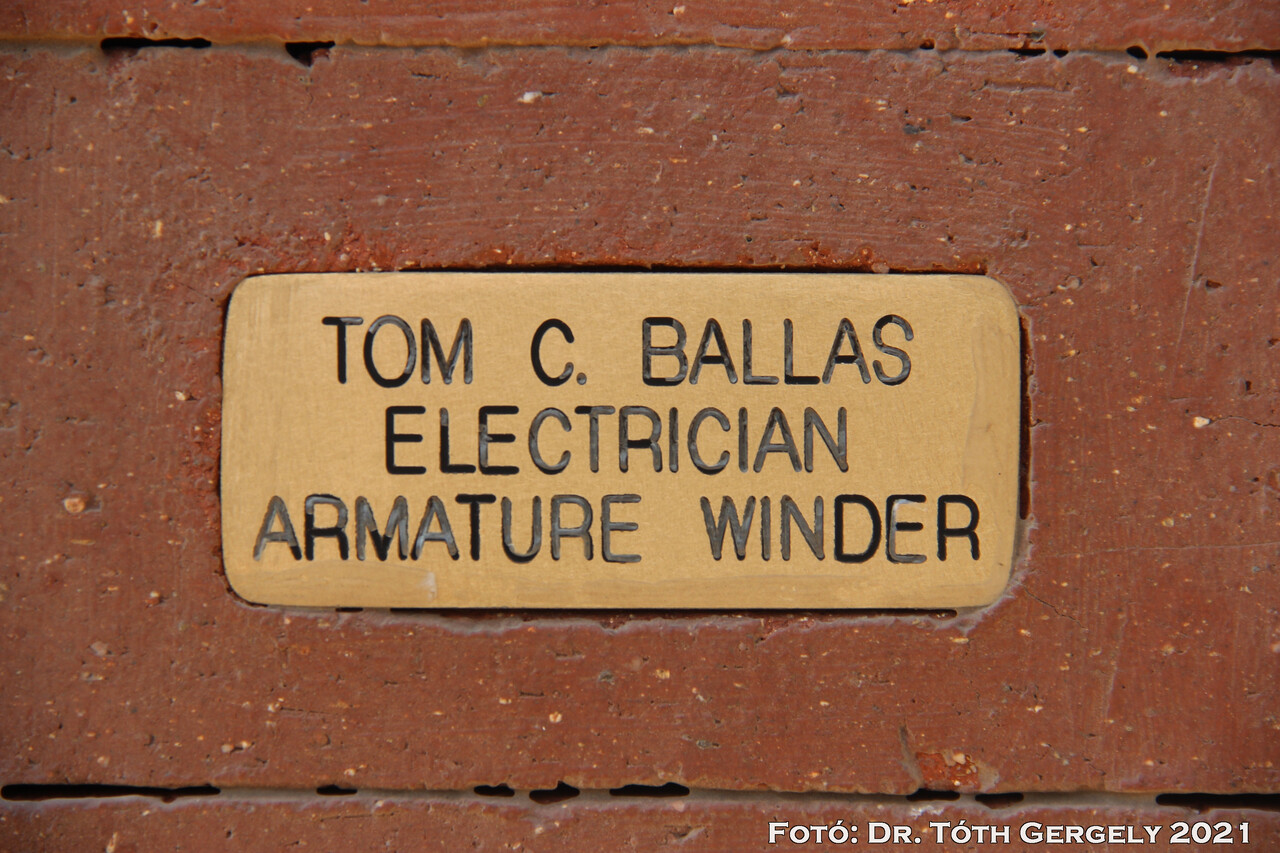 TOM C. BALLAS
ELECTRICIAN
ARMATURE WINDER
FOTÓ: DR. TÓTH GERGELY 2021